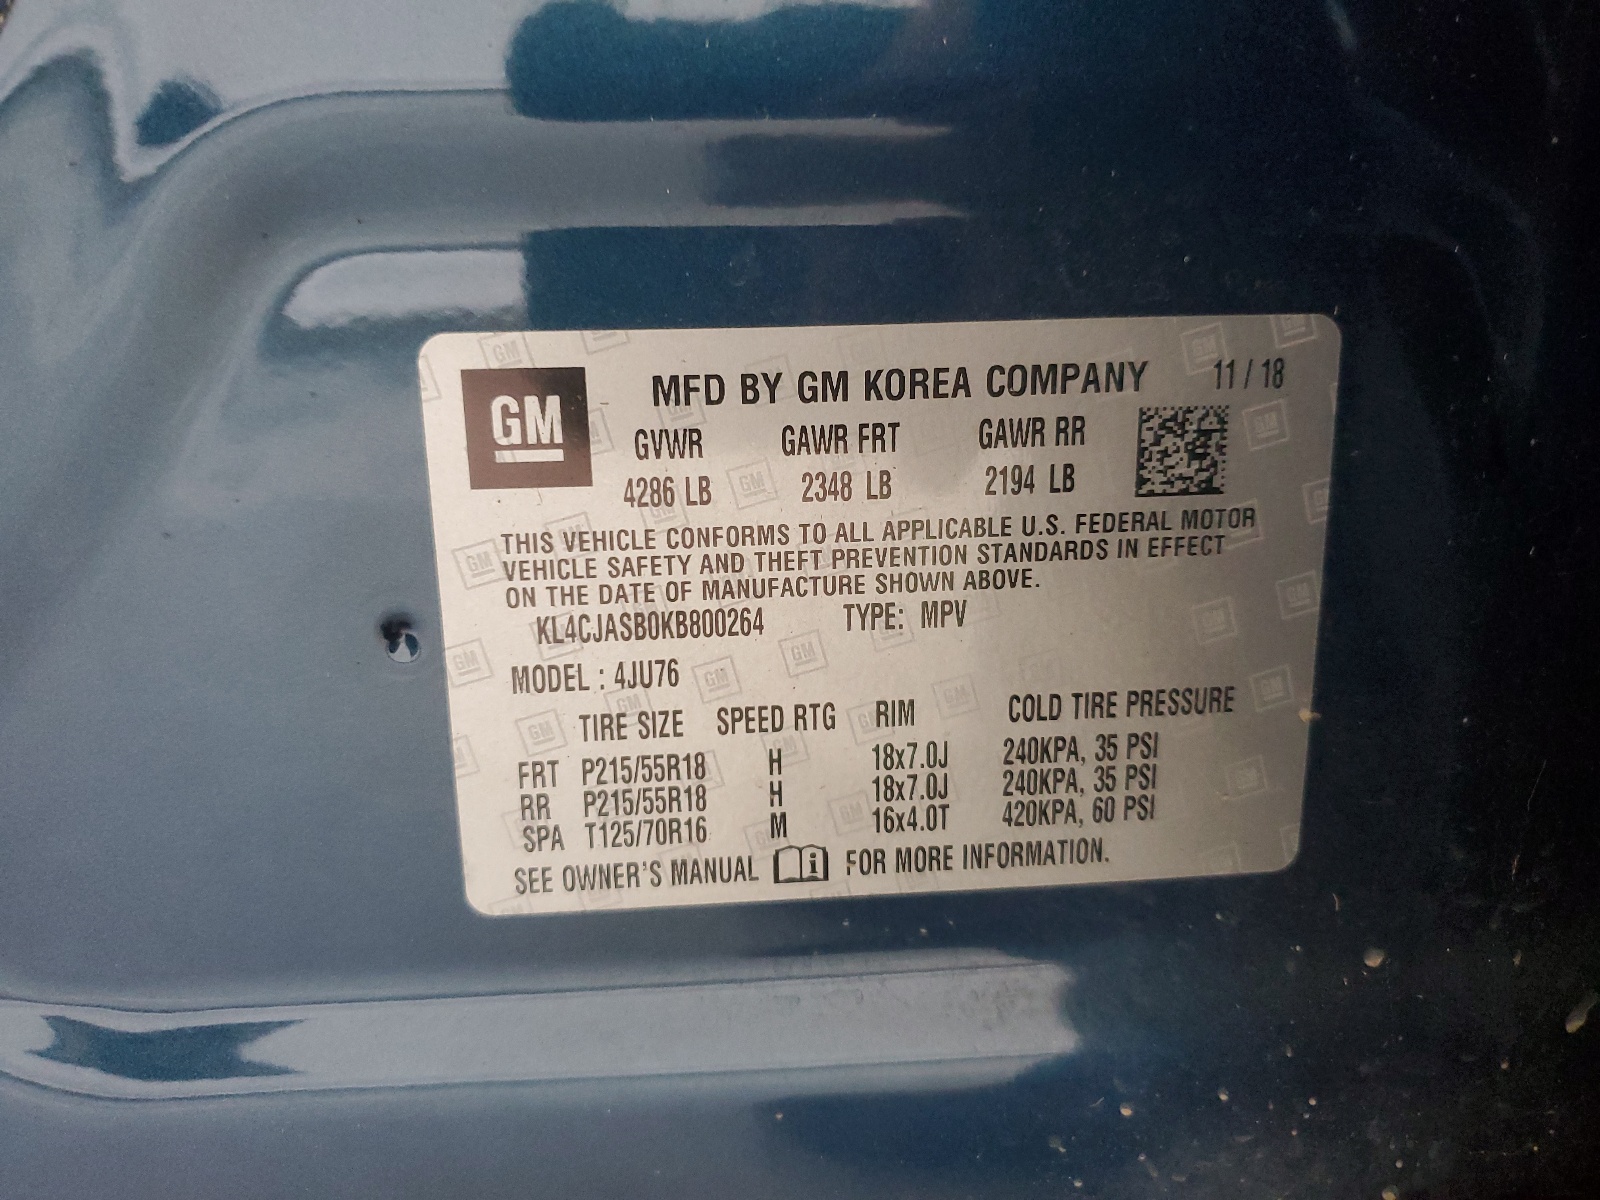 GM
MFD BY GM KOREA COMPANY 11 / 18
GVWR GAWR FRT GAWR RR
4286 LB 2348 LB 2194 LB
THIS VEHICLE CONFORMS TO ALL APPLICABLE U.S. FEDERAL MOTOR
VEHICLE SAFETY AND THEFT PREVENTION STANDARDS IN EFFECT
ON THE DATE OF MANUFACTURE SHOWN ABOVE.
KL4CJASB0KB800264 TYPE: MPV
MODEL : 4JU76
TIRE SIZE SPEED RTG RIM COLD TIRE PRESSURE
FRT P215/55R18 H 18x7.0J 240KPA, 35 PSI
RR P215/55R18 H 18x7.0J 240KPA, 35 PSI
SPA T125/70R16 M 16x4.0T 420KPA, 60 PSI
SEE OWNER'S MANUAL i FOR MORE INFORMATION.